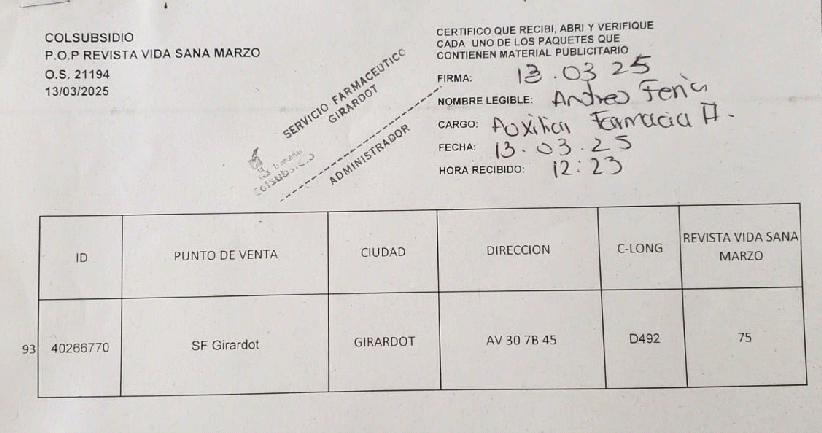 COLSUBSIDIO
P.O.P REVISTA VIDA SANA MARZO
O.S. 21194
13/03/2025
SERVICIO FARMACEUTICO
GIRARDOT
Colsubsidio
ADMINISTRADOR
CERTIFICO QUE RECIBI, ABRI Y VERIFIQUE
CADA UNO DE LOS PAQUETES QUE
CONTIENEN MATERIAL PUBLICITARIO
FIRMA: 13.03 25
NOMBRE LEGIBLE: Andrea
CARGO: Auxiliar Farmacia A.
FECHA: 13.03.25
HORA RECIBIDO: 12:23
ID PUNTO DE VENTA CIUDAD DIRECCION C-LONG REVISTA VIDA SANA MARZO
93 40266770 SF Girardot GIRARDOT AV 30 7B 45 D492 75